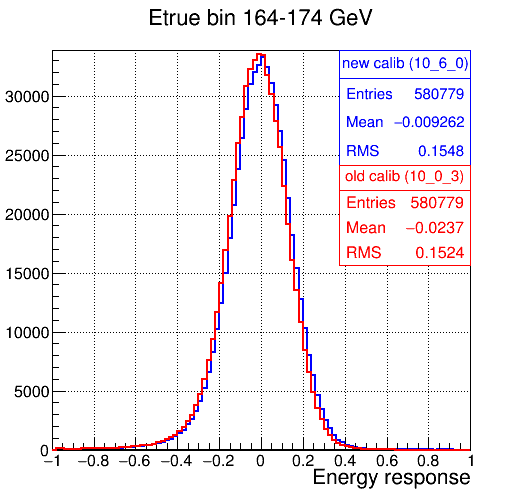 Etrue bin 164-174 GeV
new calib (10_6_0)
Entries 580779
Mean −0.009262
RMS 0.1548
old calib (10_0_3)
Entries 580779
Mean −0.0237
RMS 0.1524
30000
25000
20000
15000
10000
5000
0
−1 −0.8 −0.6 −0.4 −0.2 0 0.2 0.4 0.6 0.8 1
Energy response